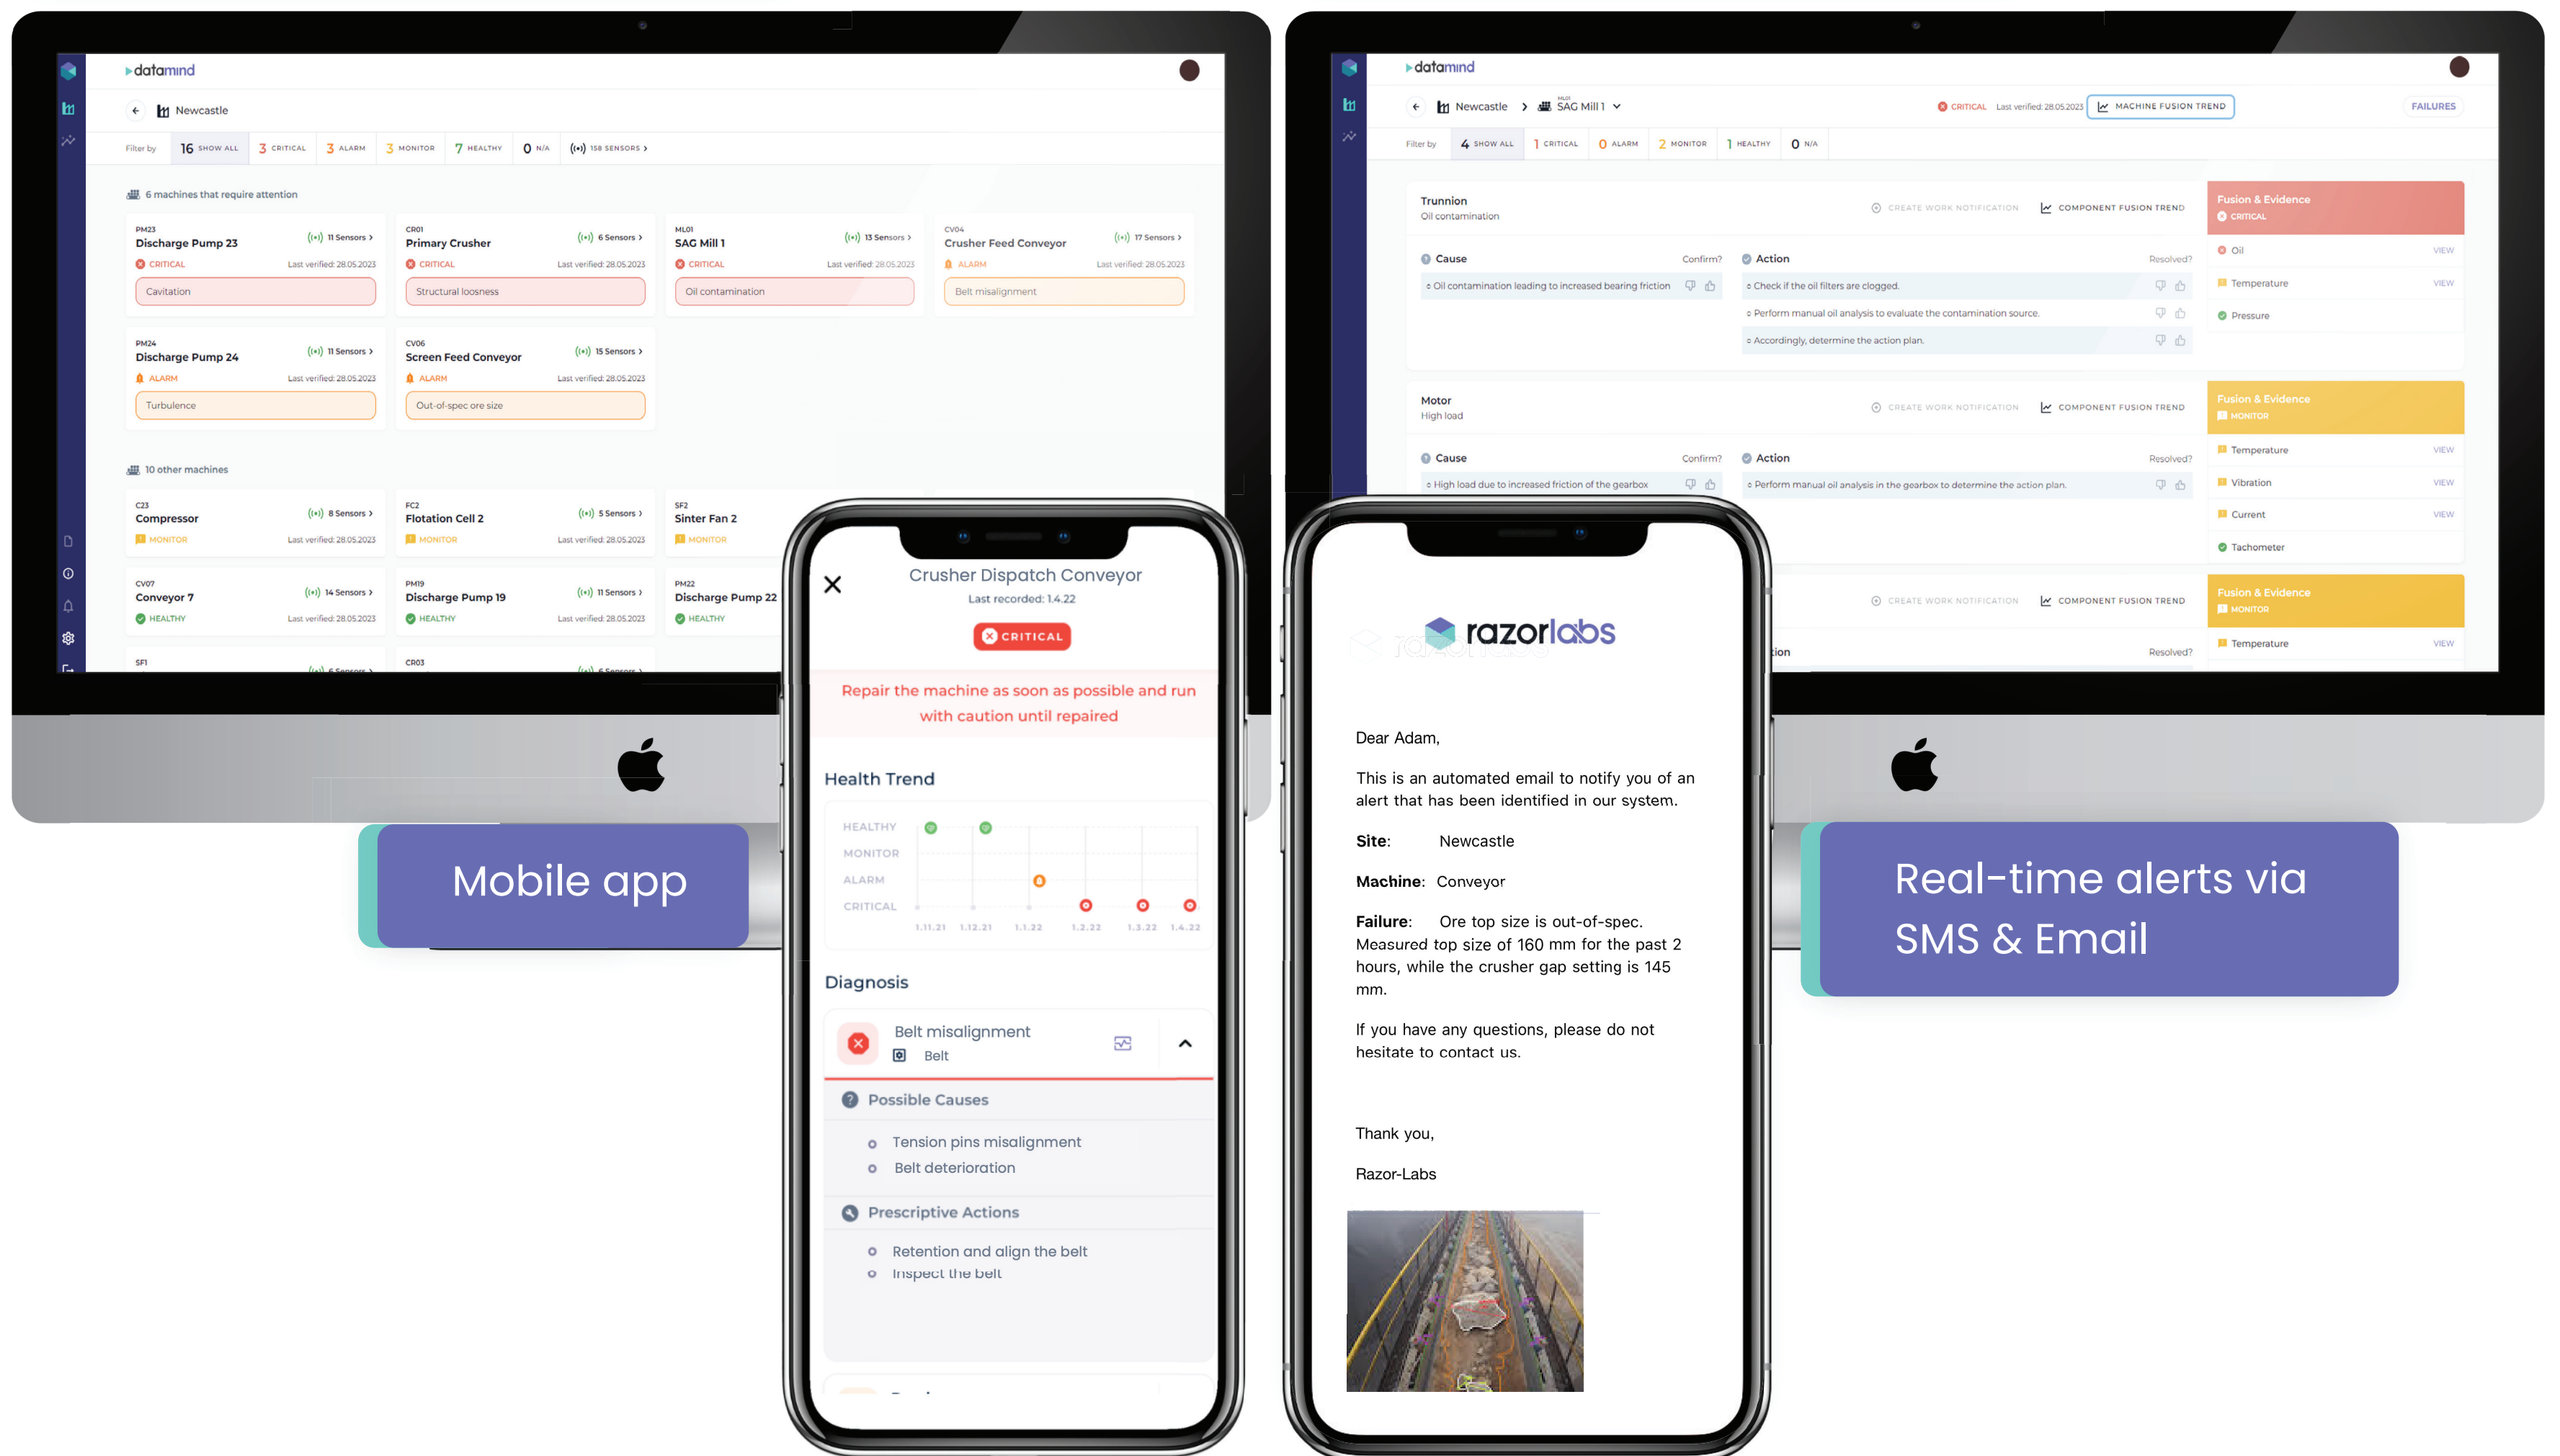 datamind
Newcastle
Filter by 16 SHOW ALL 3 CRITICAL 3 ALARM 3 MONITOR 7 HEALTHY 0 N/A 158 SENSORS >
6 machines that require attention
PM23
Discharge Pump 23 11 Sensors >
CRITICAL Last verified: 28.05.2023
Cavitation
CR01
Primary Crusher 6 Sensors >
CRITICAL Last verified: 28.05.2023
Structural loosness
ML01
SAG Mill 1 13 Sensors >
CRITICAL Last verified: 28.05.2023
Oil contamination
CV04
Crusher Feed Conveyor 17 Sensors >
ALARM Last verified: 28.05.2023
Belt misalignment
PM24
Discharge Pump 24 11 Sensors >
ALARM Last verified: 28.05.2023
Turbulence
CV06
Screen Feed Conveyor 15 Sensors >
ALARM Last verified: 28.05.2023
Out-of-spec ore size
10 other machines
C23
Compressor 8 Sensors >
MONITOR Last verified: 28.05.2023
FC2
Flotation Cell 2 5 Sensors >
MONITOR Last verified: 28.05.2023
SF2
Sinter Fan 2
MONITOR
CV07
Conveyor 7 14 Sensors >
HEALTHY Last verified: 28.05.2023
PM19
Discharge Pump 19 11 Sensors >
HEALTHY Last verified: 28.05.2023
PM22
Discharge Pump 22
HEALTHY
SF1
6 Sensors >
CR03
6 Sensors >
datamind
Newcastle > ML01 SAG Mill 1 CRITICAL Last verified: 28.05.2023 MACHINE FUSION TREND FAILURES
Filter by 4 SHOW ALL 1 CRITICAL 0 ALARM 2 MONITOR 1 HEALTHY 0 N/A
Trunnion
Oil contamination
CREATE WORK NOTIFICATION COMPONENT FUSION TREND
Cause Confirm? Action Resolved?
Oil contamination leading to increased bearing friction
Check if the oil filters are clogged.
Perform manual oil analysis to evaluate the contamination source.
Accordingly, determine the action plan.
Fusion & Evidence
CRITICAL
Oil VIEW
Temperature VIEW
Pressure
Motor
High load
CREATE WORK NOTIFICATION COMPONENT FUSION TREND
Cause Confirm? Action Resolved?
High load due to increased friction of the gearbox
Perform manual oil analysis in the gearbox to determine the action plan.
Fusion & Evidence
MONITOR
Temperature VIEW
Vibration VIEW
Current VIEW
Tachometer
CREATE WORK NOTIFICATION COMPONENT FUSION TREND
tion Resolved?
Fusion & Evidence
MONITOR
Temperature VIEW
Mobile app
Crusher Dispatch Conveyor
Last recorded: 1.4.22
CRITICAL
Repair the machine as soon as possible and run
with caution until repaired
Health Trend
HEALTHY
MONITOR
ALARM
CRITICAL
1.11.21 1.12.21 1.1.22 1.2.22 1.3.22 1.4.22
Diagnosis
Belt misalignment
Belt
Possible Causes
Tension pins misalignment
Belt deterioration
Prescriptive Actions
Retention and align the belt
Inspect the belt
razorlabs
Dear Adam,
This is an automated email to notify you of an
alert that has been identified in our system.
Site: Newcastle
Machine: Conveyor
Failure: Ore top size is out-of-spec.
Measured top size of 160 mm for the past 2
hours, while the crusher gap setting is 145
mm.
If you have any questions, please do not
hesitate to contact us.
Thank you,
Razor-Labs
Real-time alerts via
SMS & Email